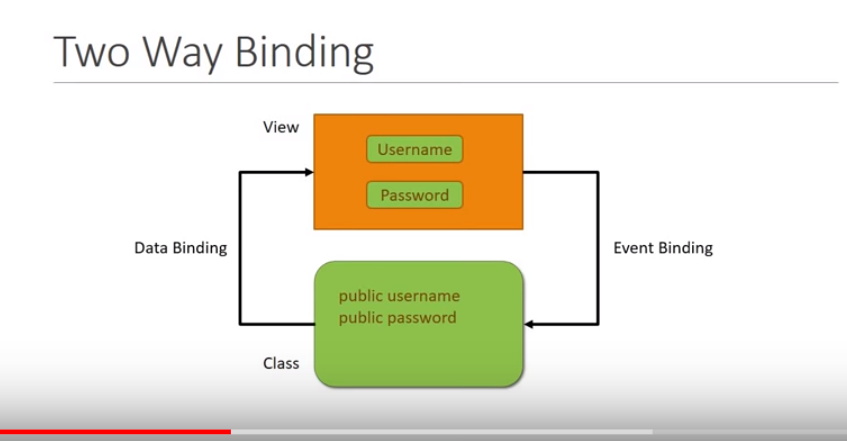 Two Way Binding
View
Username
Password
Data Binding
Event Binding
public username
public password
Class